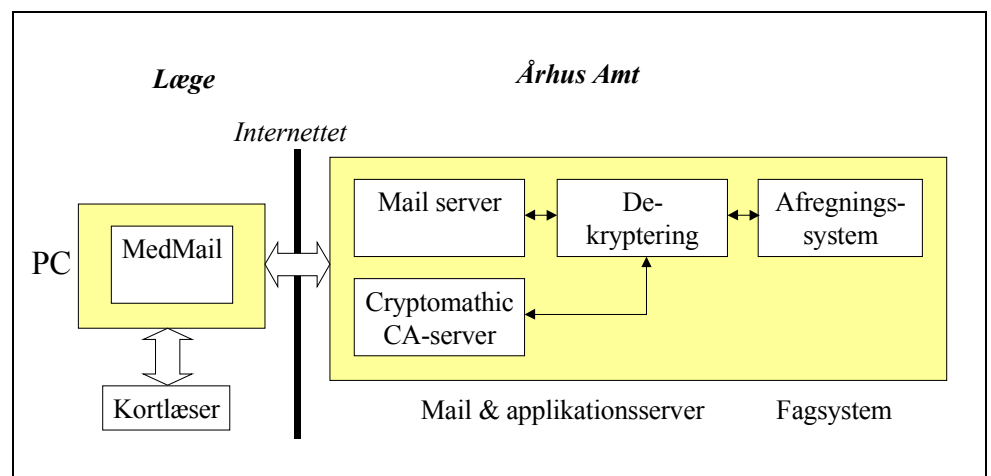 Læge
Århus Amt
Internettet
PC
MedMail
Kortlæser
Mail server
De-
kryptering
Afregnings-
system
Cryptomathic
CA-server
Mail & applikationsserver
Fagsystem